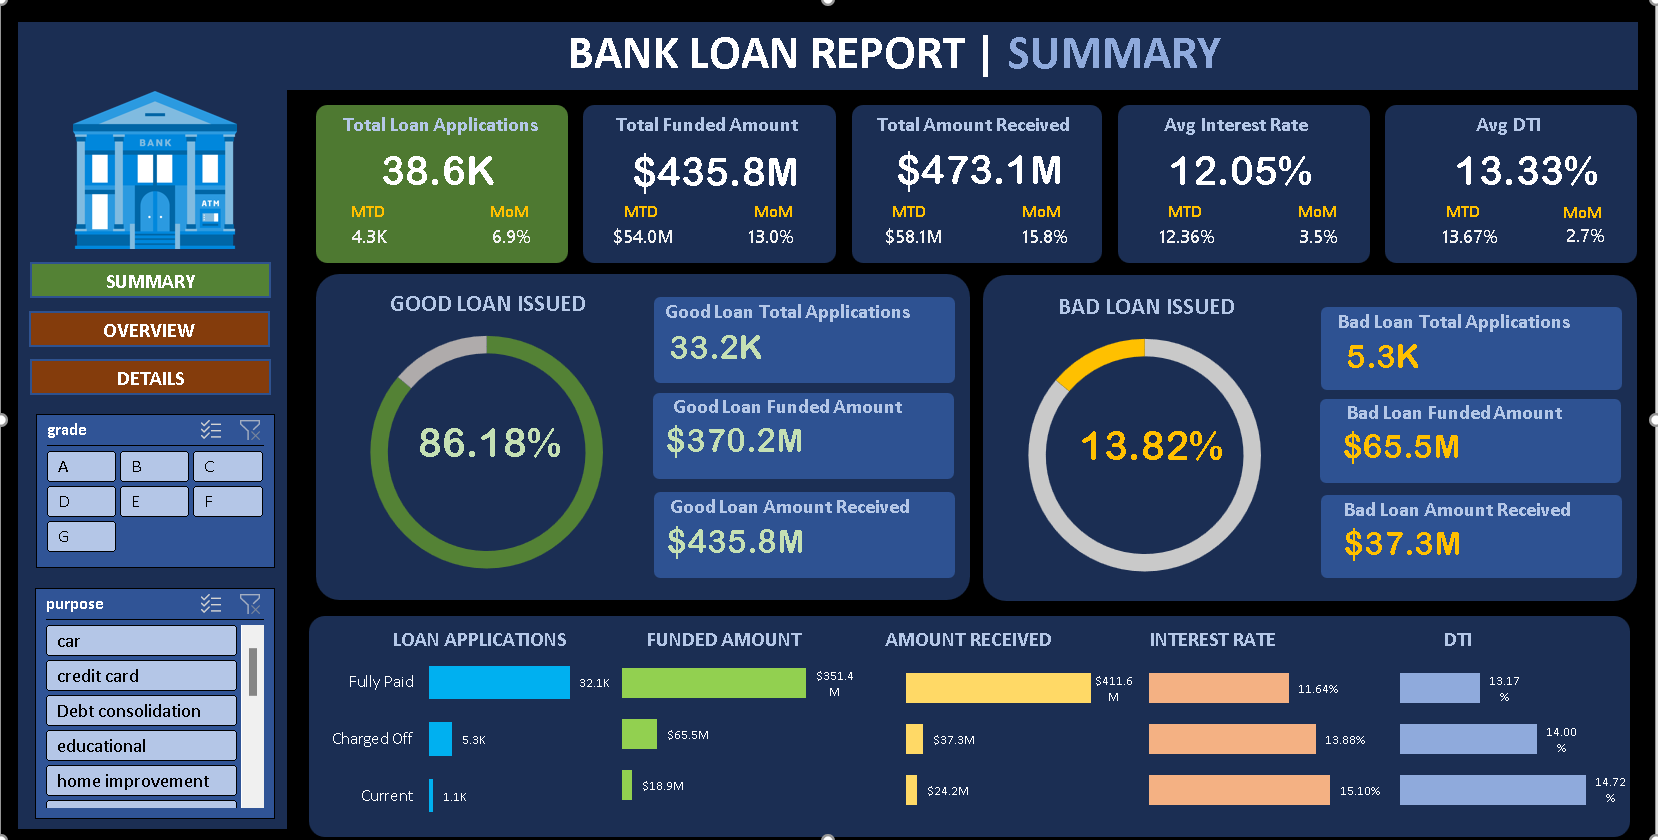 BANK LOAN REPORT | SUMMARY
BANK
ATM
SUMMARY
OVERVIEW
DETAILS
grade
A
B
C
D
E
F
G
purpose
car
credit card
Debt consolidation
educational
home improvement
Total Loan Applications
38.6K
MTD MoM
4.3K 6.9%
Total Funded Amount
$435.8M
MTD MoM
$54.0M 13.0%
Total Amount Received
$473.1M
MTD MoM
$58.1M 15.8%
Avg Interest Rate
12.05%
MTD MoM
12.36% 3.5%
Avg DTI
13.33%
MTD MoM
13.67% 2.7%
GOOD LOAN ISSUED
86.18%
Good Loan Total Applications
33.2K
Good Loan Funded Amount
$370.2M
Good Loan Amount Received
$435.8M
BAD LOAN ISSUED
13.82%
Bad Loan Total Applications
5.3K
Bad Loan Funded Amount
$65.5M
Bad Loan Amount Received
$37.3M
LOAN APPLICATIONS
Fully Paid 32.1K
Charged Off 5.3K
Current 1.1K
FUNDED AMOUNT
$351.4
M
$65.5M
$18.9M
AMOUNT RECEIVED
$411.6
M
$37.3M
$24.2M
INTEREST RATE
11.64%
13.88%
15.10%
DTI
13.17
%
14.00
%
14.72
%